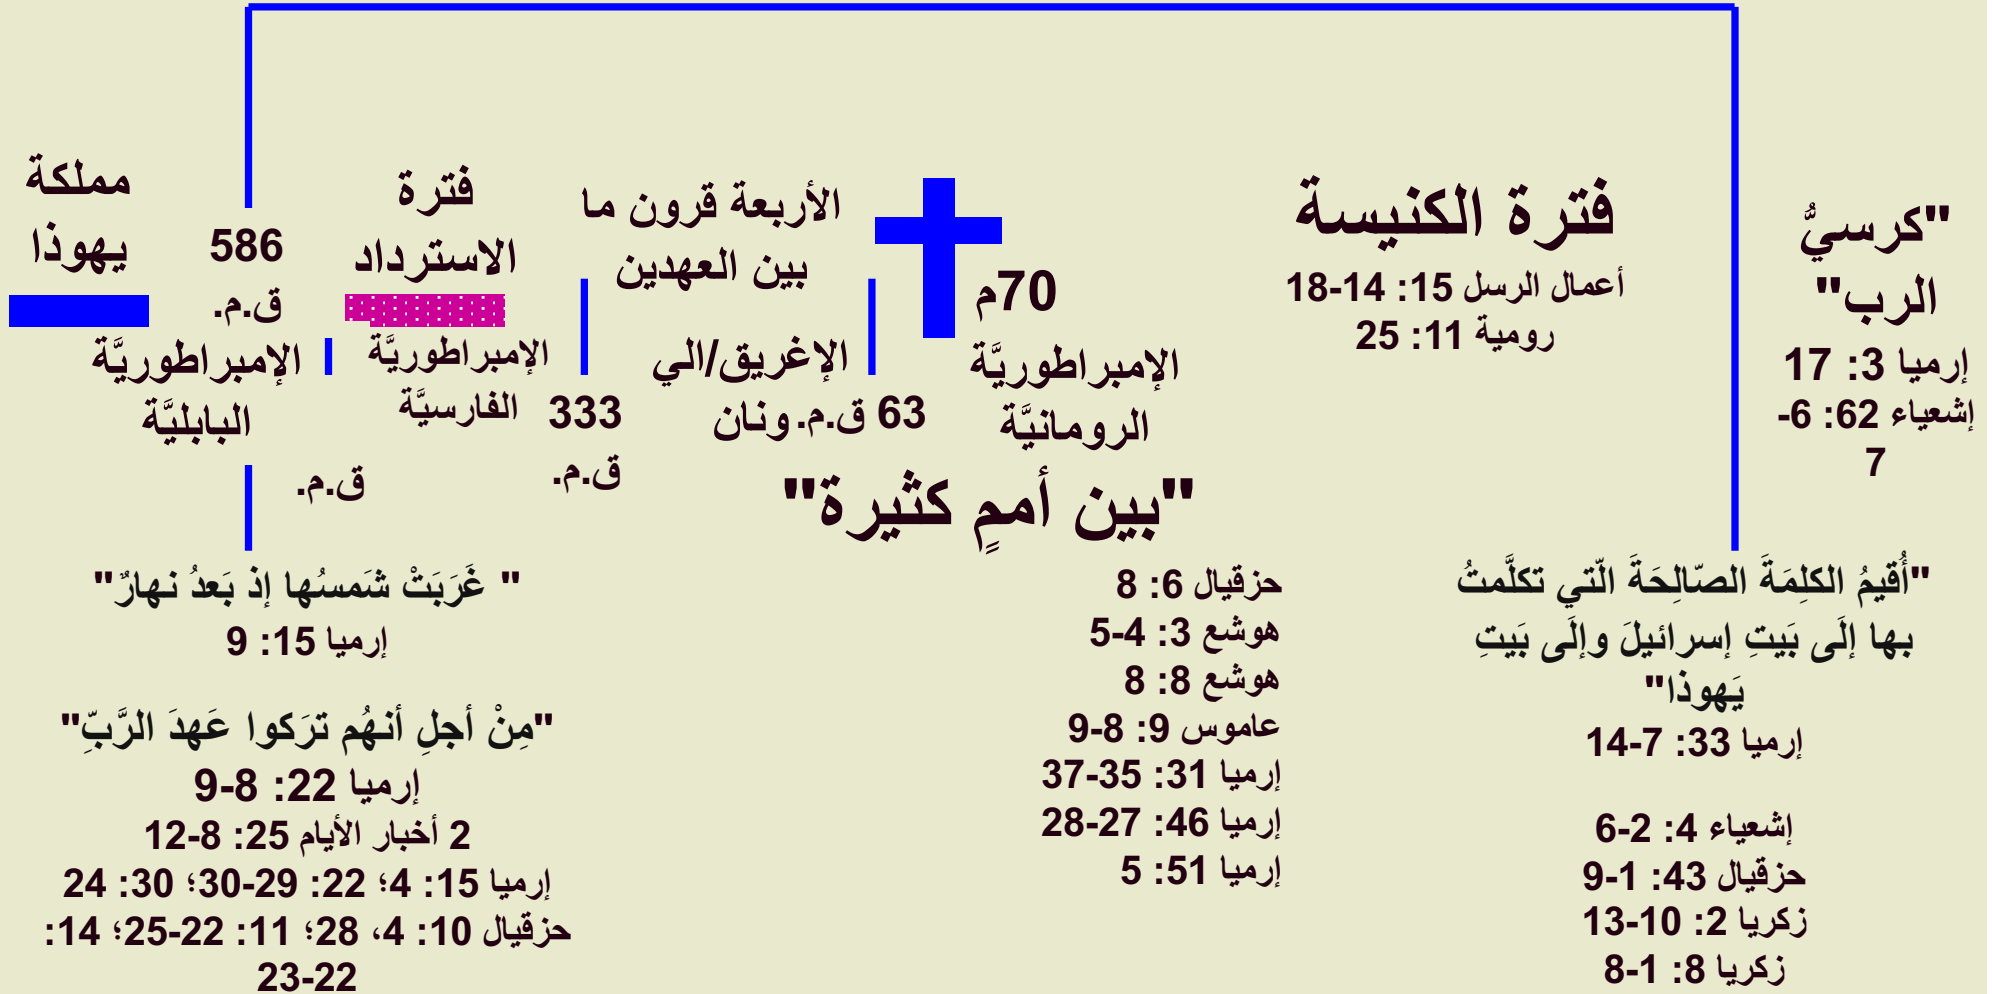 مملكة
يهوذا
586
ق.م.
فترة
الاسترداد
الأربعة قرون ما
بين العهدين
70م
فترة الكنيسة
أعمال الرسل 15: 14-18
رومية 11: 25
"كرسيُّ
الرب"
إرميا 3: 17
إشعياء 62: 6-
7
الإمبراطوريَّة
البابليَّة
ق.م.
الإمبراطوريَّة
الفارسيَّة
333
ق.م.
الإغريق/الي
ونان
63 ق.م.
الإمبراطوريَّة
الرومانيَّة
"بين أممٍ كثيرة"
حزقيال 6: 8
هوشع 3: 4-5
هوشع 8: 8
عاموس 9: 8-9
إرميا 31: 35-37
إرميا 46: 27-28
إرميا 51: 5
" غَرَبَتْ شَمسُها إذ بَعدُ نهارٌ"
إرميا 15: 9
"مِنْ أجلِ أنهُم ترَكوا عَهدَ الرَّبِّ"
إرميا 22: 8-9
2 أخبار الأيام 25: 8-12
إرميا 15: 4؛ 22: 29-30؛ 30: 24
حزقيال 10: 4، 28؛ 11: 22-25؛ 14:
22-23
"أُقيمُ الكلِمَةَ الصّالِحَةَ الّتي تكلَّمتُ
بها إلَى بَيتِ إسرائيلَ وإلَى بَيتِ
يَهوذا"
إرميا 33: 7-14
إشعياء 4: 2-6
حزقيال 43: 1-9
زكريا 2: 10-13
زكريا 8: 1-8